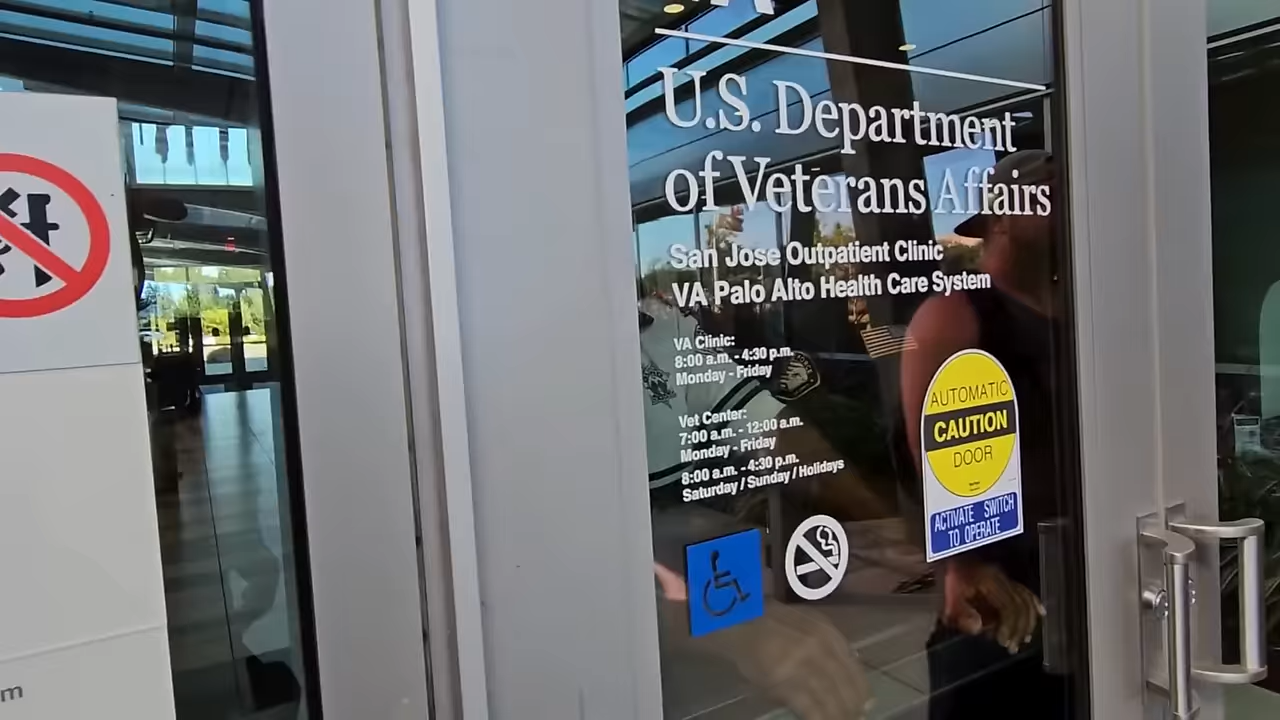 U.S. Department
of Veterans Affairs
San Jose Outpatient Clinic
VA Palo Alto Health Care System
VA Clinic:
8:00 a.m. - 4:30 p.m.
Monday - Friday
Vet Center:
7:00 a.m. - 12:00 a.m.
Monday - Friday
8:00 a.m. - 4:30 p.m.
Saturday / Sunday / Holidays
AUTOMATIC
CAUTION
DOOR
ACTIVATE SWITCH
TO OPERATE